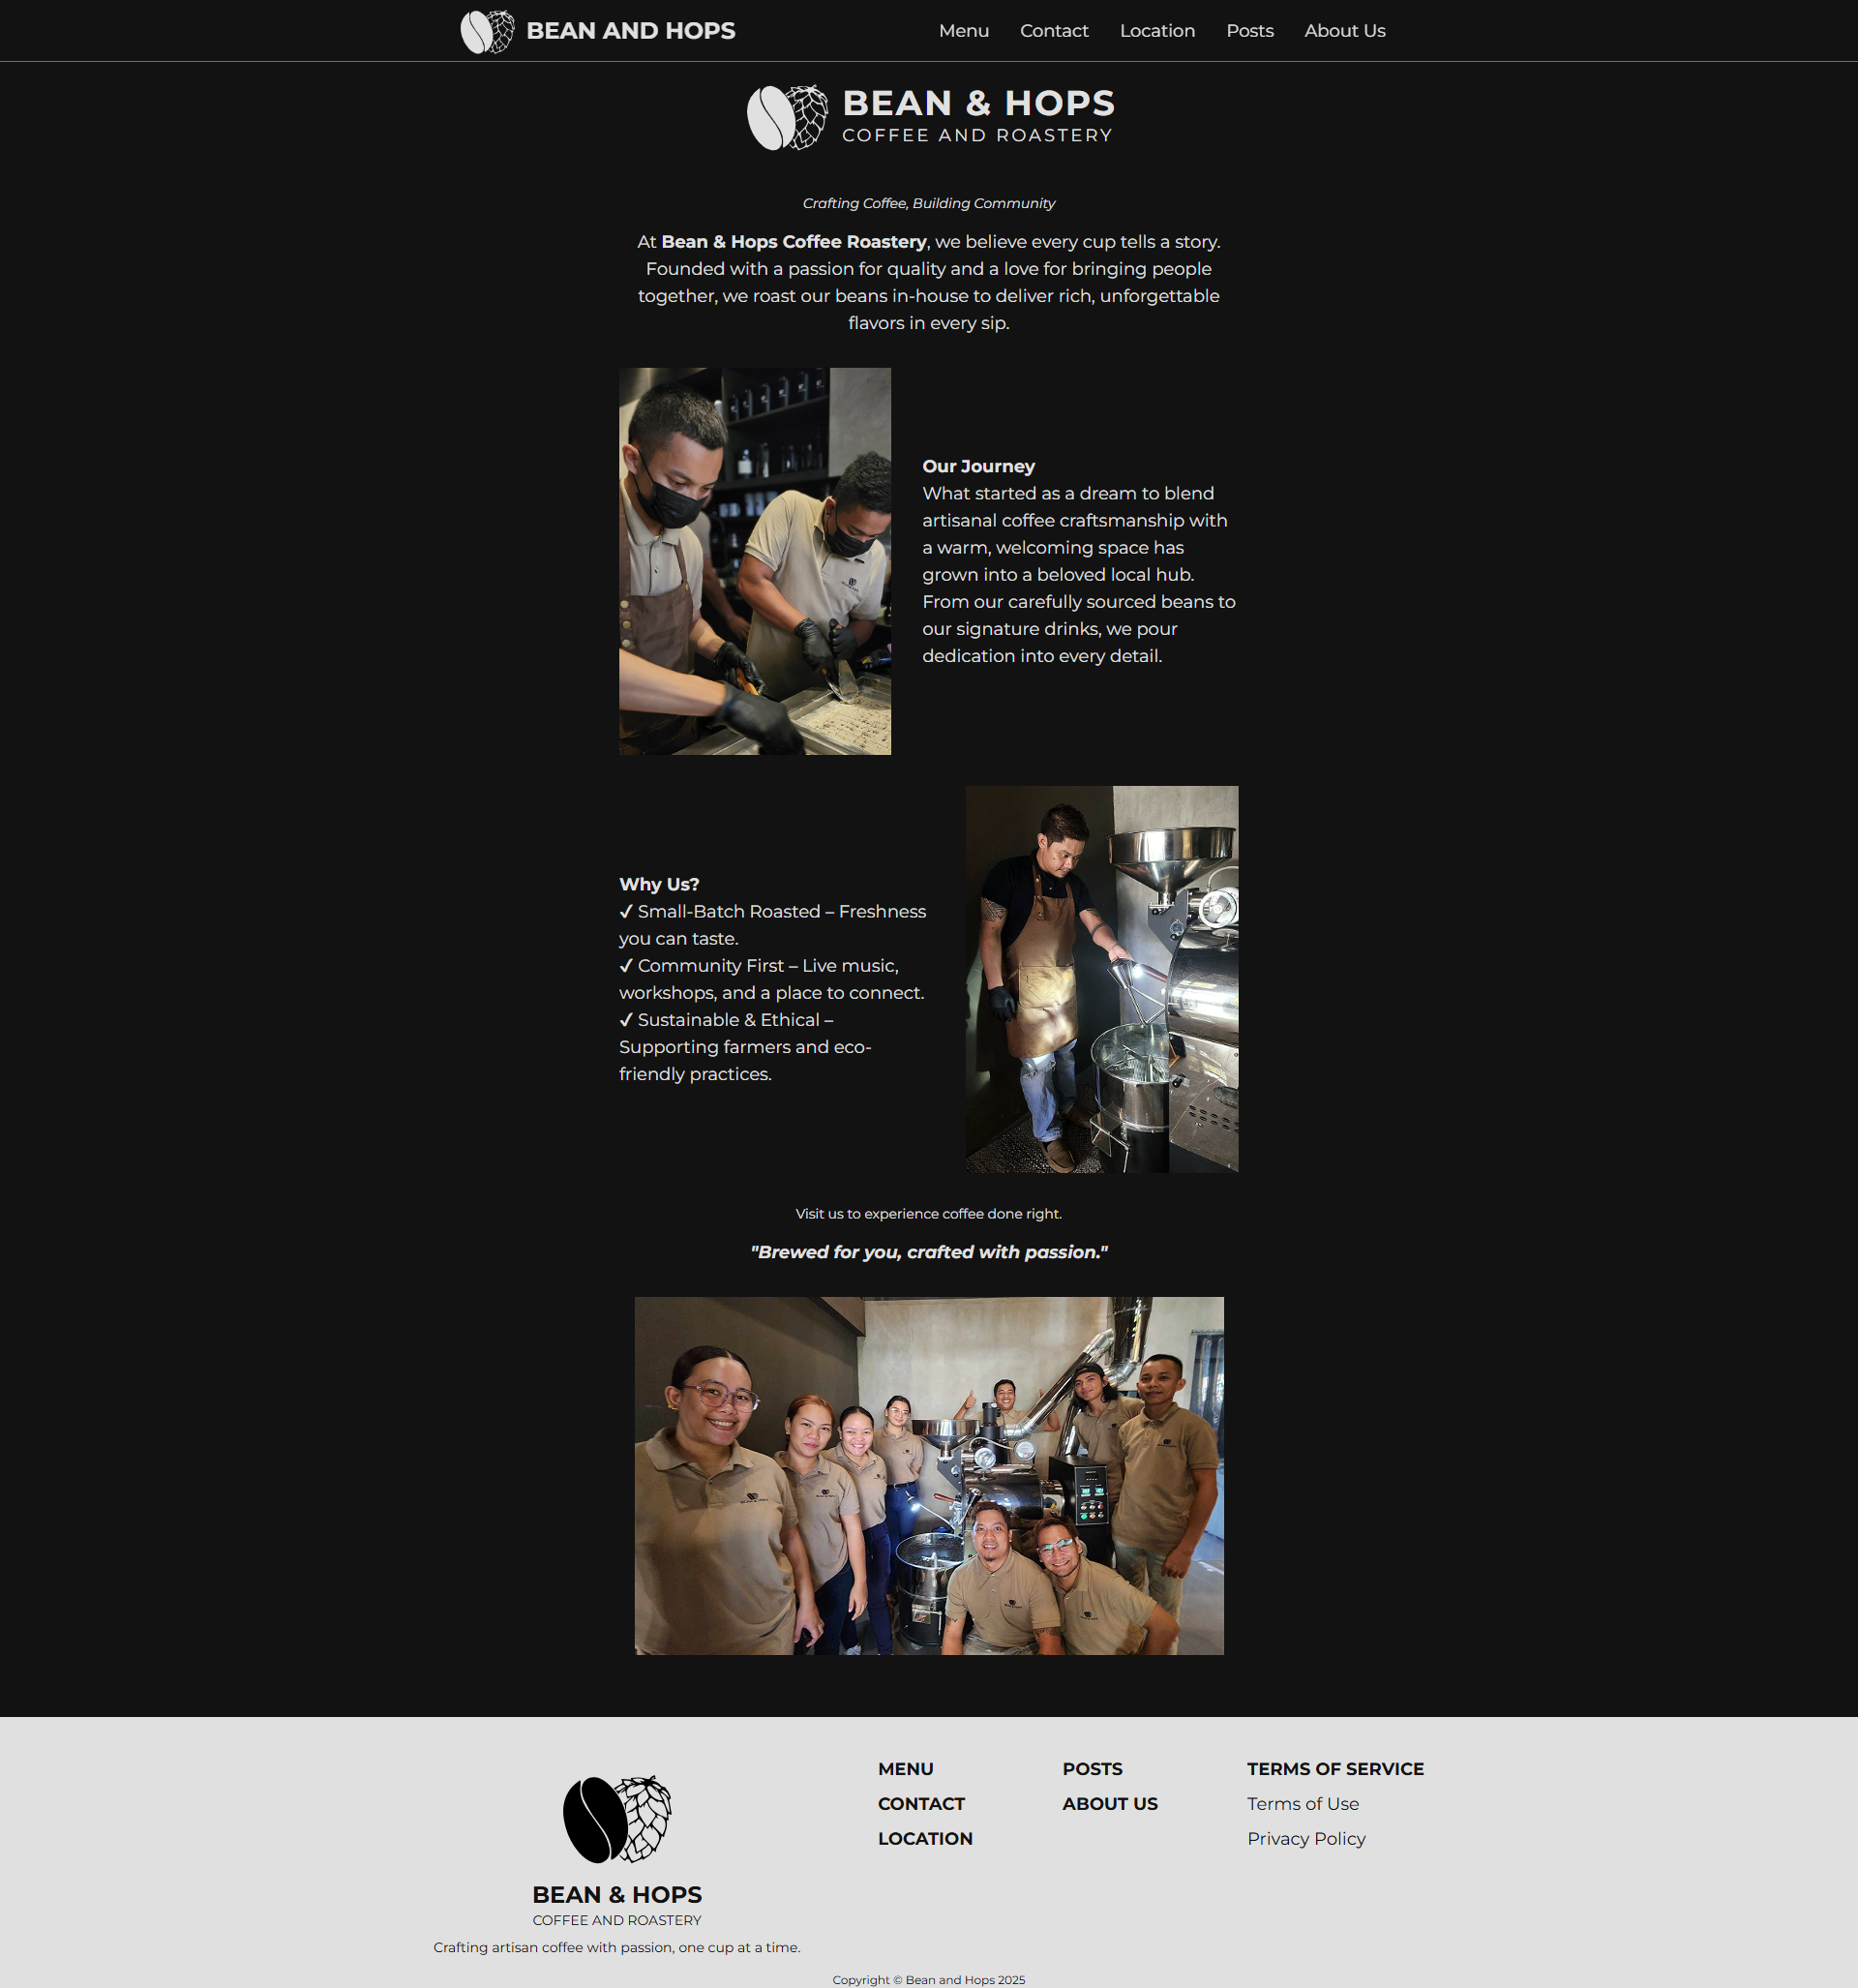 BEAN AND HOPS
Menu
Contact
Location
Posts
About Us
BEAN & HOPS
COFFEE AND ROASTERY
Crafting Coffee, Building Community
At Bean & Hops Coffee Roastery, we believe every cup tells a story.
Founded with a passion for quality and a love for bringing people
together, we roast our beans in-house to deliver rich, unforgettable
flavors in every sip.
Our Journey
What started as a dream to blend
artisanal coffee craftsmanship with
a warm, welcoming space has
grown into a beloved local hub.
From our carefully sourced beans to
our signature drinks, we pour
dedication into every detail.
Why Us?
✓ Small-Batch Roasted – Freshness
you can taste.
✓ Community First – Live music,
workshops, and a place to connect.
✓ Sustainable & Ethical –
Supporting farmers and eco-
friendly practices.
Visit us to experience coffee done right.
"Brewed for you, crafted with passion."
MENU
CONTACT
LOCATION
POSTS
ABOUT US
TERMS OF SERVICE
Terms of Use
Privacy Policy
BEAN & HOPS
COFFEE AND ROASTERY
Crafting artisan coffee with passion, one cup at a time.
Copyright © Bean and Hops 2025